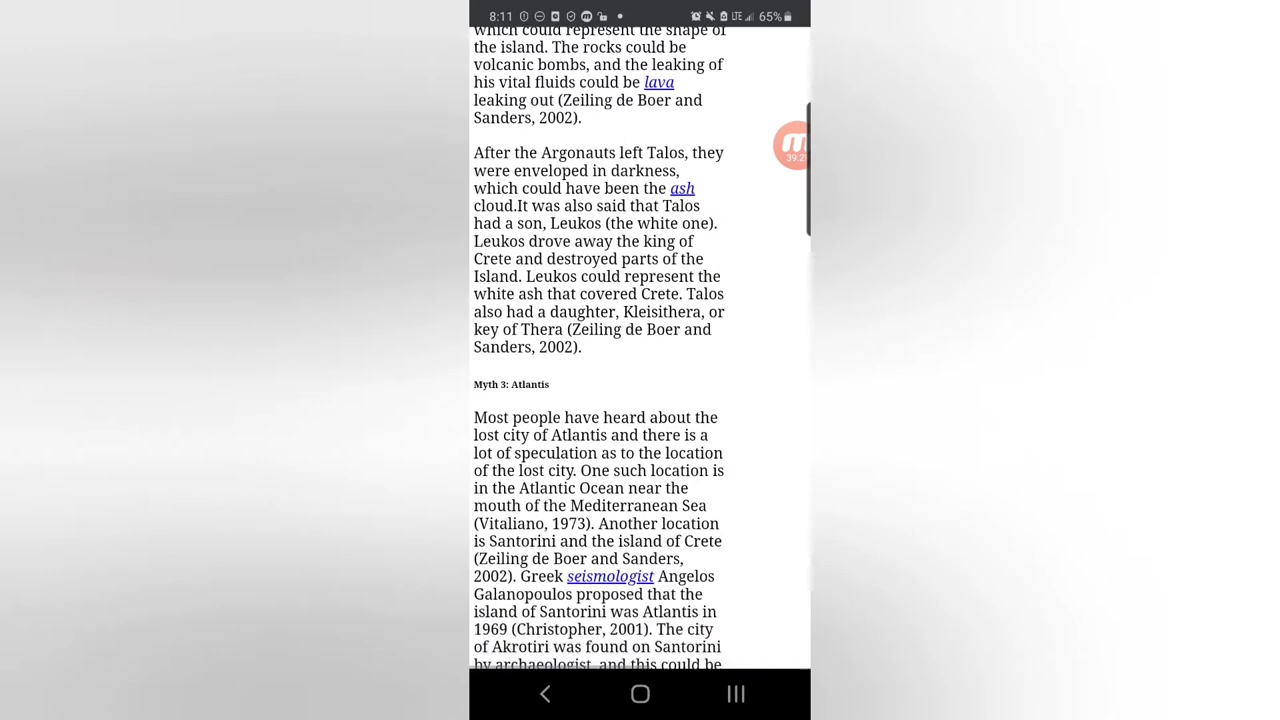 8:11
LTE 65%
which could represent the shape of
the island. The rocks could be
volcanic bombs, and the leaking of
his vital fluids could be lava
leaking out (Zeiling de Boer and
Sanders, 2002).
39:2
After the Argonauts left Talos, they
were enveloped in darkness,
which could have been the ash
cloud.It was also said that Talos
had a son, Leukos (the white one).
Leukos drove away the king of
Crete and destroyed parts of the
Island. Leukos could represent the
white ash that covered Crete. Talos
also had a daughter, Kleisithera, or
key of Thera (Zeiling de Boer and
Sanders, 2002).
Myth 3: Atlantis
Most people have heard about the
lost city of Atlantis and there is a
lot of speculation as to the location
of the lost city. One such location is
in the Atlantic Ocean near the
mouth of the Mediterranean Sea
(Vitaliano, 1973). Another location
is Santorini and the island of Crete
(Zeiling de Boer and Sanders,
2002). Greek seismologist Angelos
Galanopoulos proposed that the
island of Santorini was Atlantis in
1969 (Christopher, 2001). The city
of Akrotiri was found on Santorini
by archaeologist, and this could be